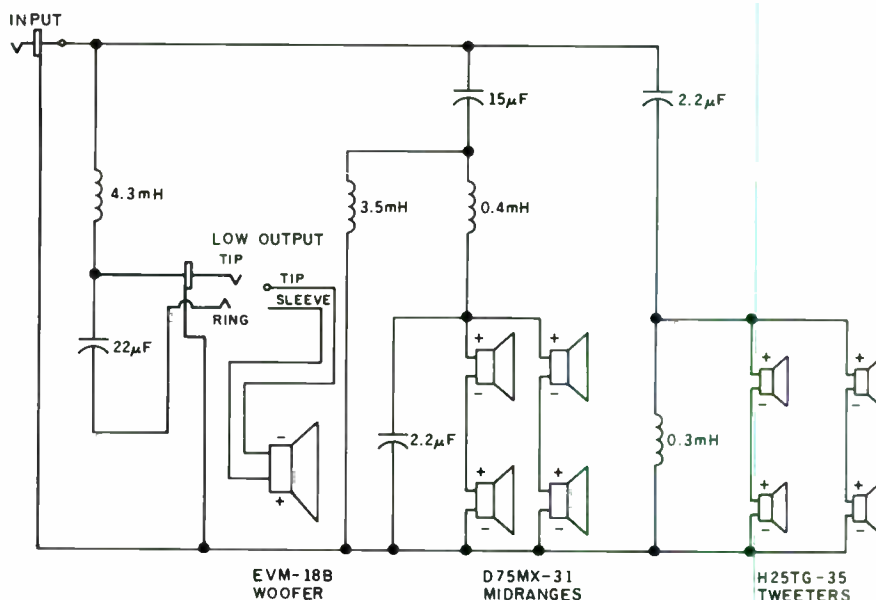 INPUT
15μF
2.2μF
4.3mH
3.5mH
0.4mH
LOW OUTPUT
TIP
TIP
SLEEVE
RING
+
+
+
+
22μF
-
-
-
-
-
2.2μF
0.3mH
+
+
+
+
+
-
-
-
-
EVM-18B
WOOFER
D75MX-31
MIDRANGES
H25TG-35
TWEETERS